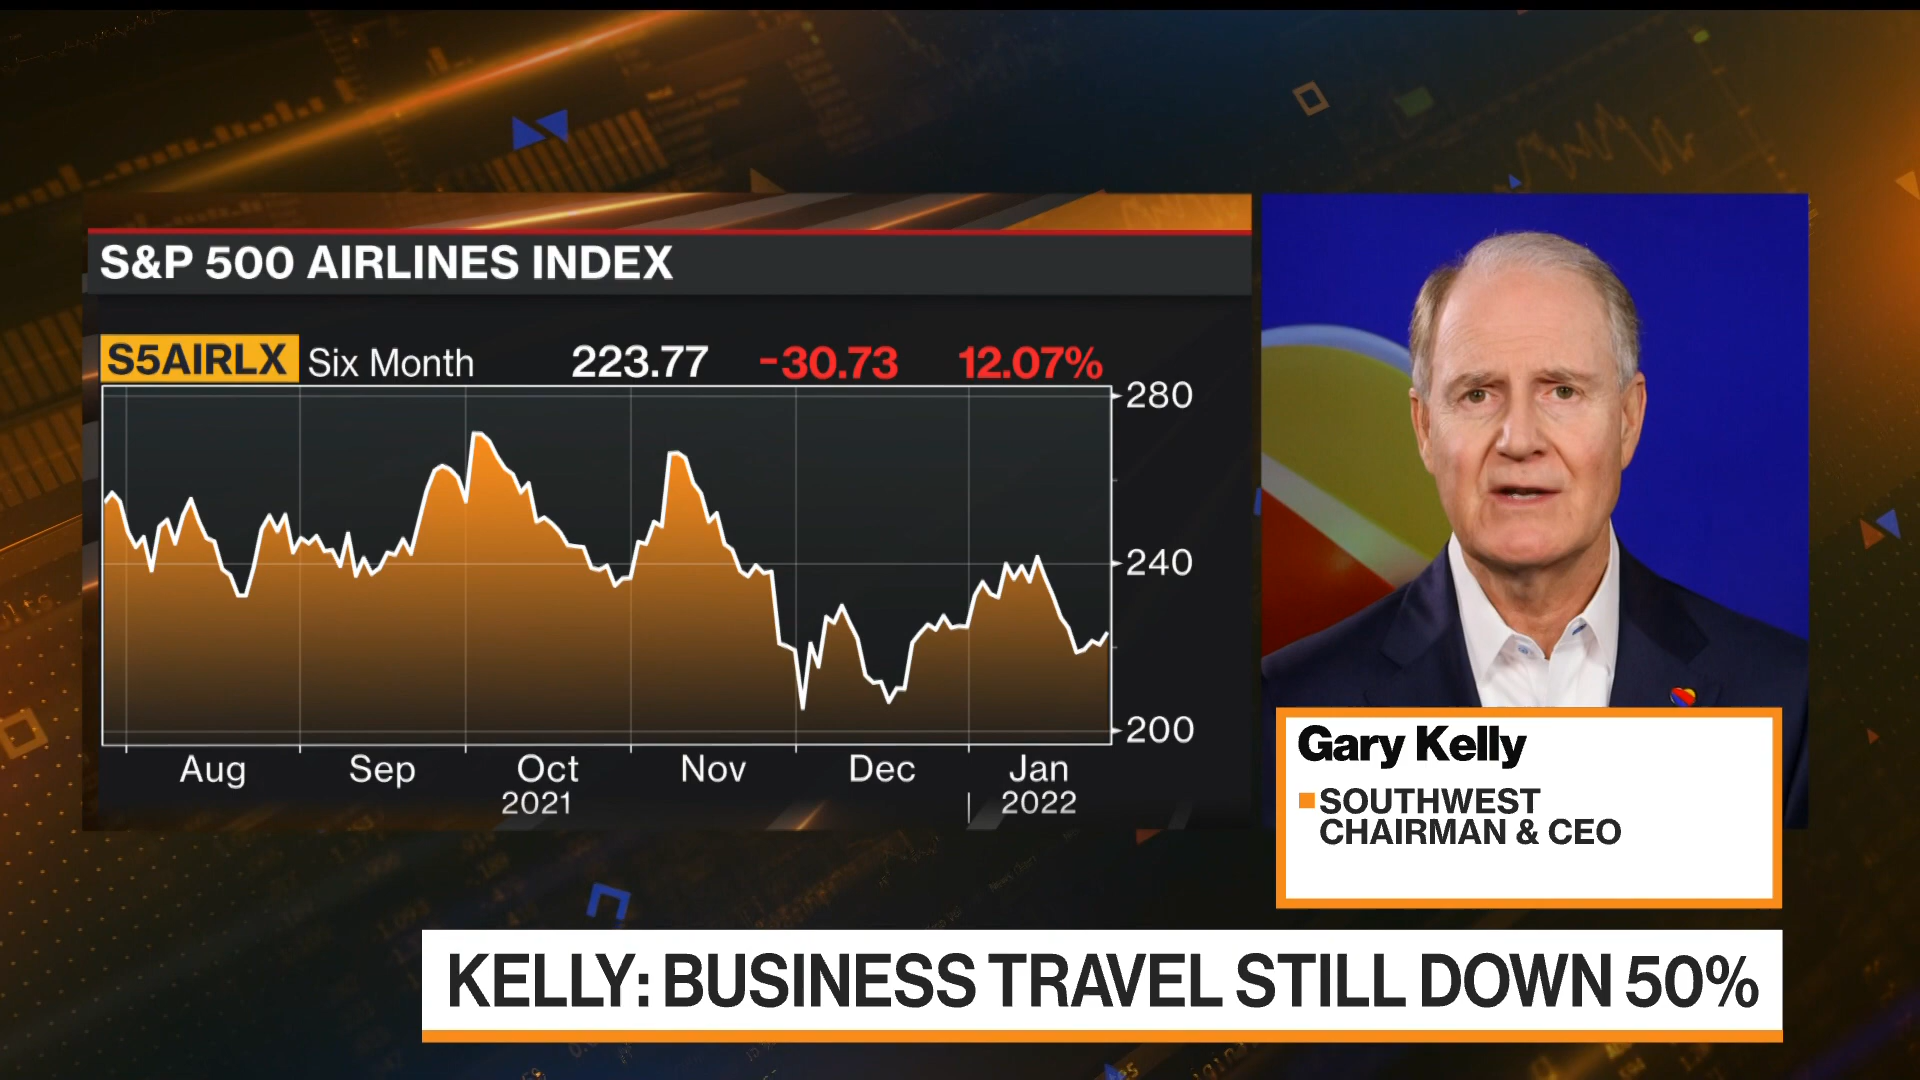 S&P 500 AIRLINES INDEX
S5AIRLX Six Month 223.77 -30.73 12.07%
280
240
200
Aug Sep Oct Nov Dec Jan
2021 2022
Gary Kelly
SOUTHWEST
CHAIRMAN & CEO
KELLY: BUSINESS TRAVEL STILL DOWN 50%